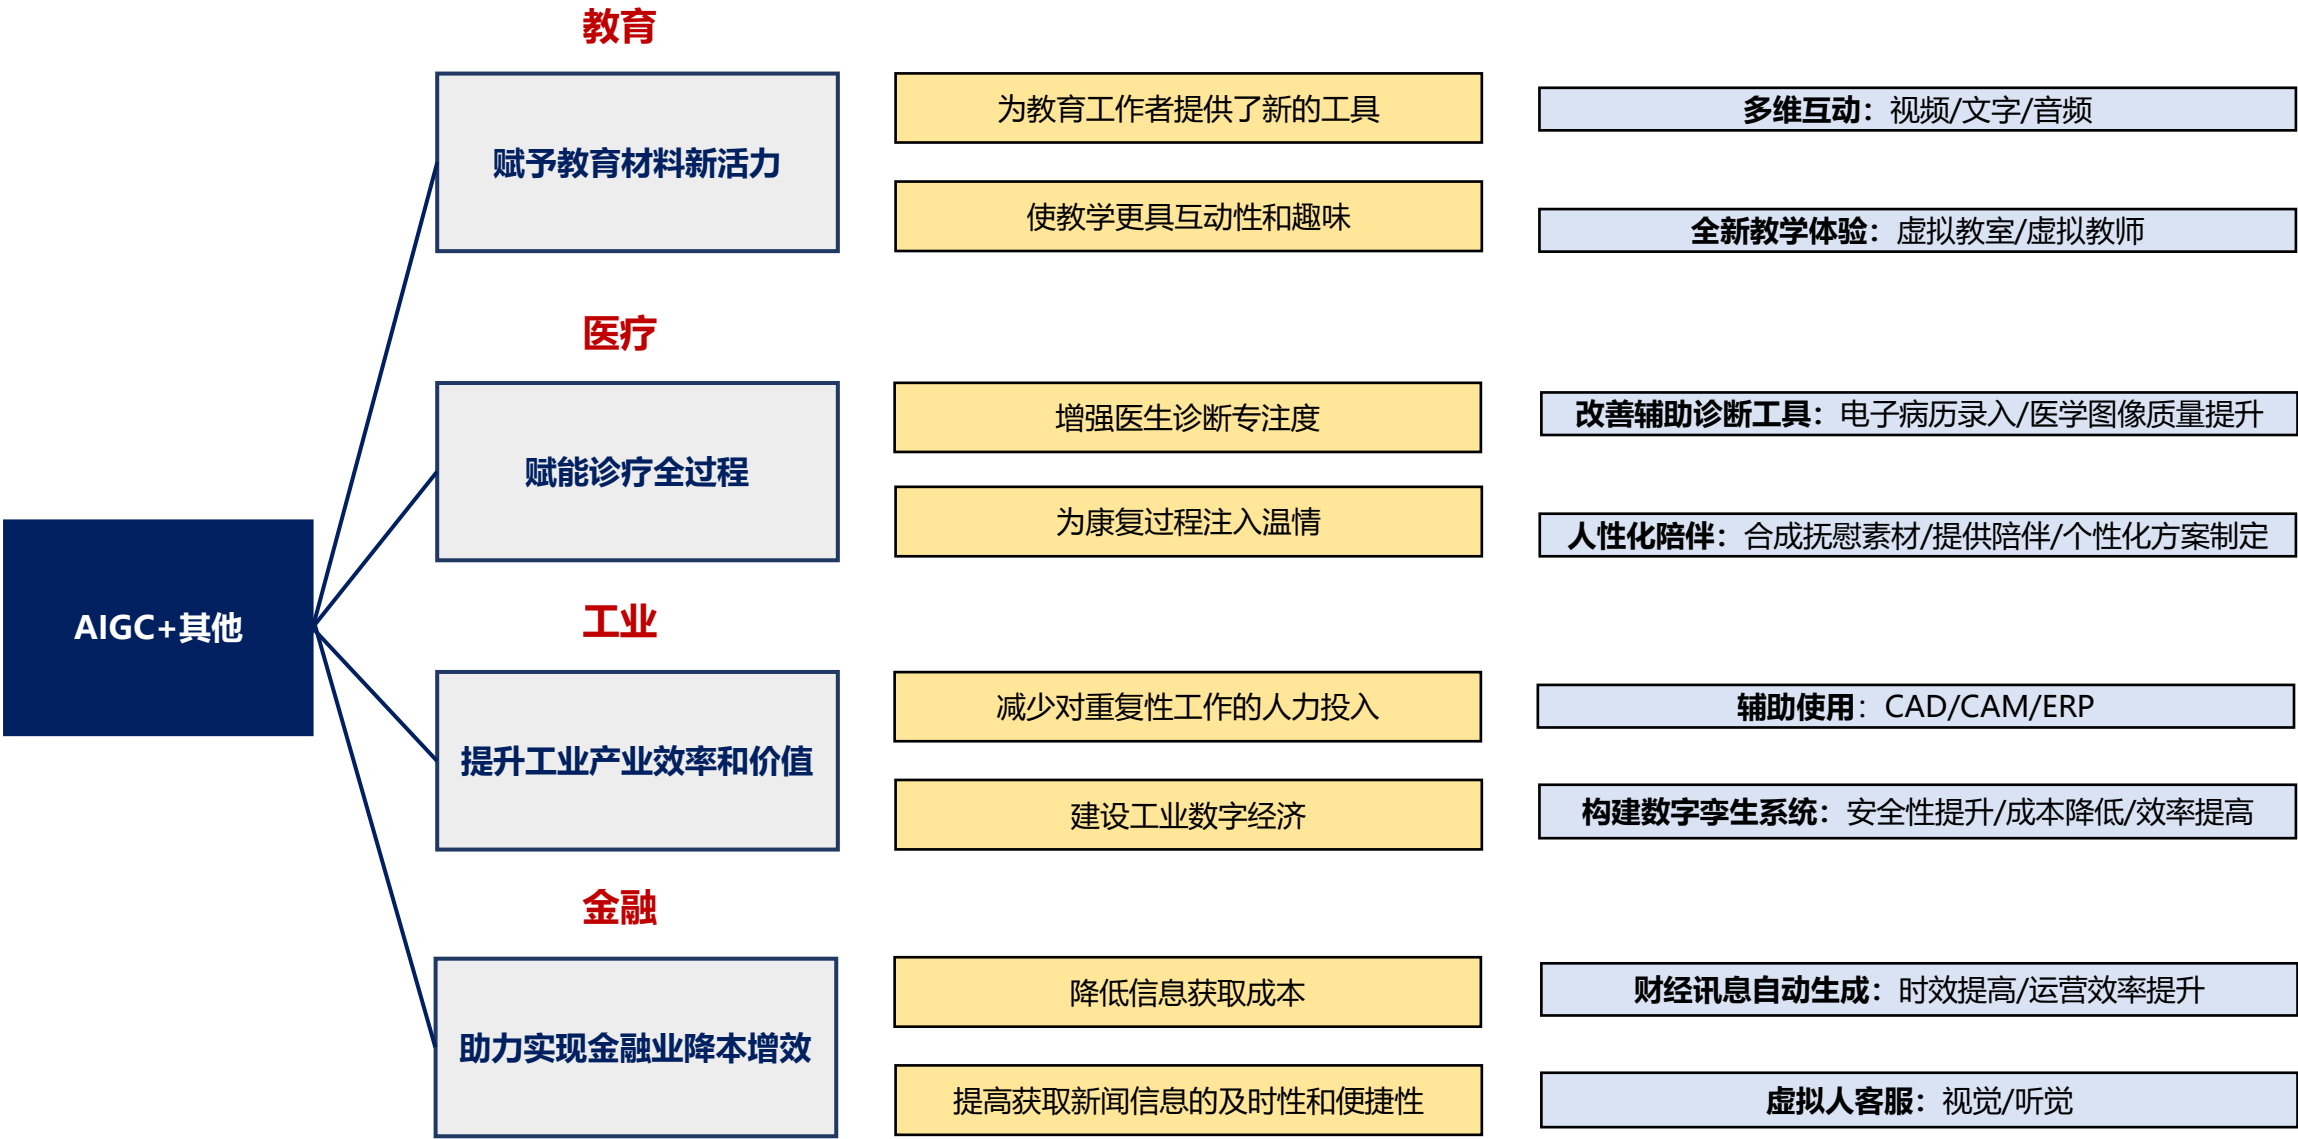 教育
赋予教育材料新活力
为教育工作者提供了新的工具
多维互动：视频/文字/音频
使教学更具互动性和趣味
全新教学体验：虚拟教室/虚拟教师
医疗
赋能诊疗全过程
增强医生诊断专注度
改善辅助诊断工具：电子病历录入/医学图像质量提升
为康复过程注入温情
人性化陪伴：合成抚慰素材/提供陪伴/个性化方案制定
AIGC+其他
工业
提升工业产业效率和价值
减少对重复性工作的人力投入
辅助使用：CAD/CAM/ERP
建设工业数字经济
构建数字孪生系统：安全性提升/成本降低/效率提高
金融
助力实现金融业降本增效
降低信息获取成本
财经讯息自动生成：时效提高/运营效率提升
提高获取新闻信息的及时性和便捷性
虚拟人客服：视觉/听觉